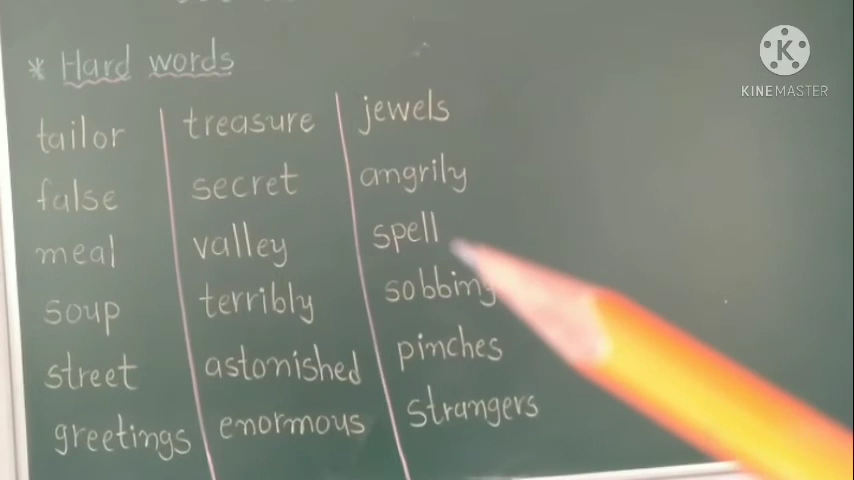 * Hard words
tailor
false
meal
soup
street
greetings
treasure
secret
valley
terribly
astonished
enormous
jewels
angrily
spell
sobbing
pinches
strangers
KINEMASTER